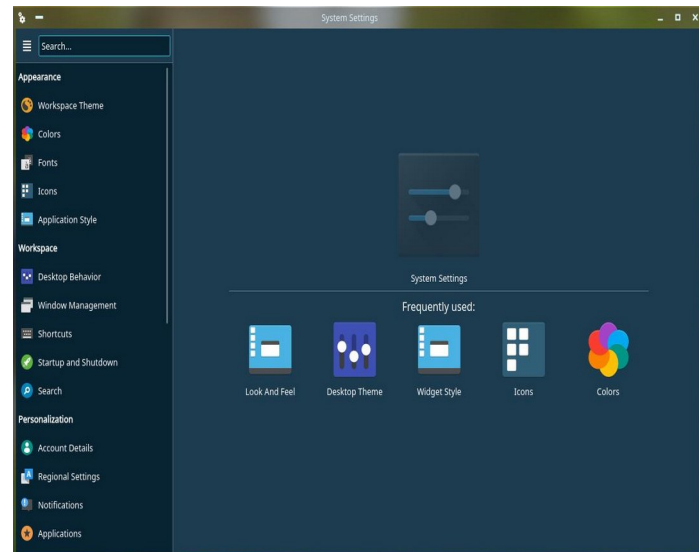 System Settings
Search...
Appearance
Workspace Theme
Colors
Fonts
Icons
Application Style
Workspace
Desktop Behavior
Window Management
Shortcuts
Startup and Shutdown
Search
Personalization
Account Details
Regional Settings
Notifications
Applications
System Settings
Frequently used:
Look And Feel
Desktop Theme
Widget Style
Icons
Colors